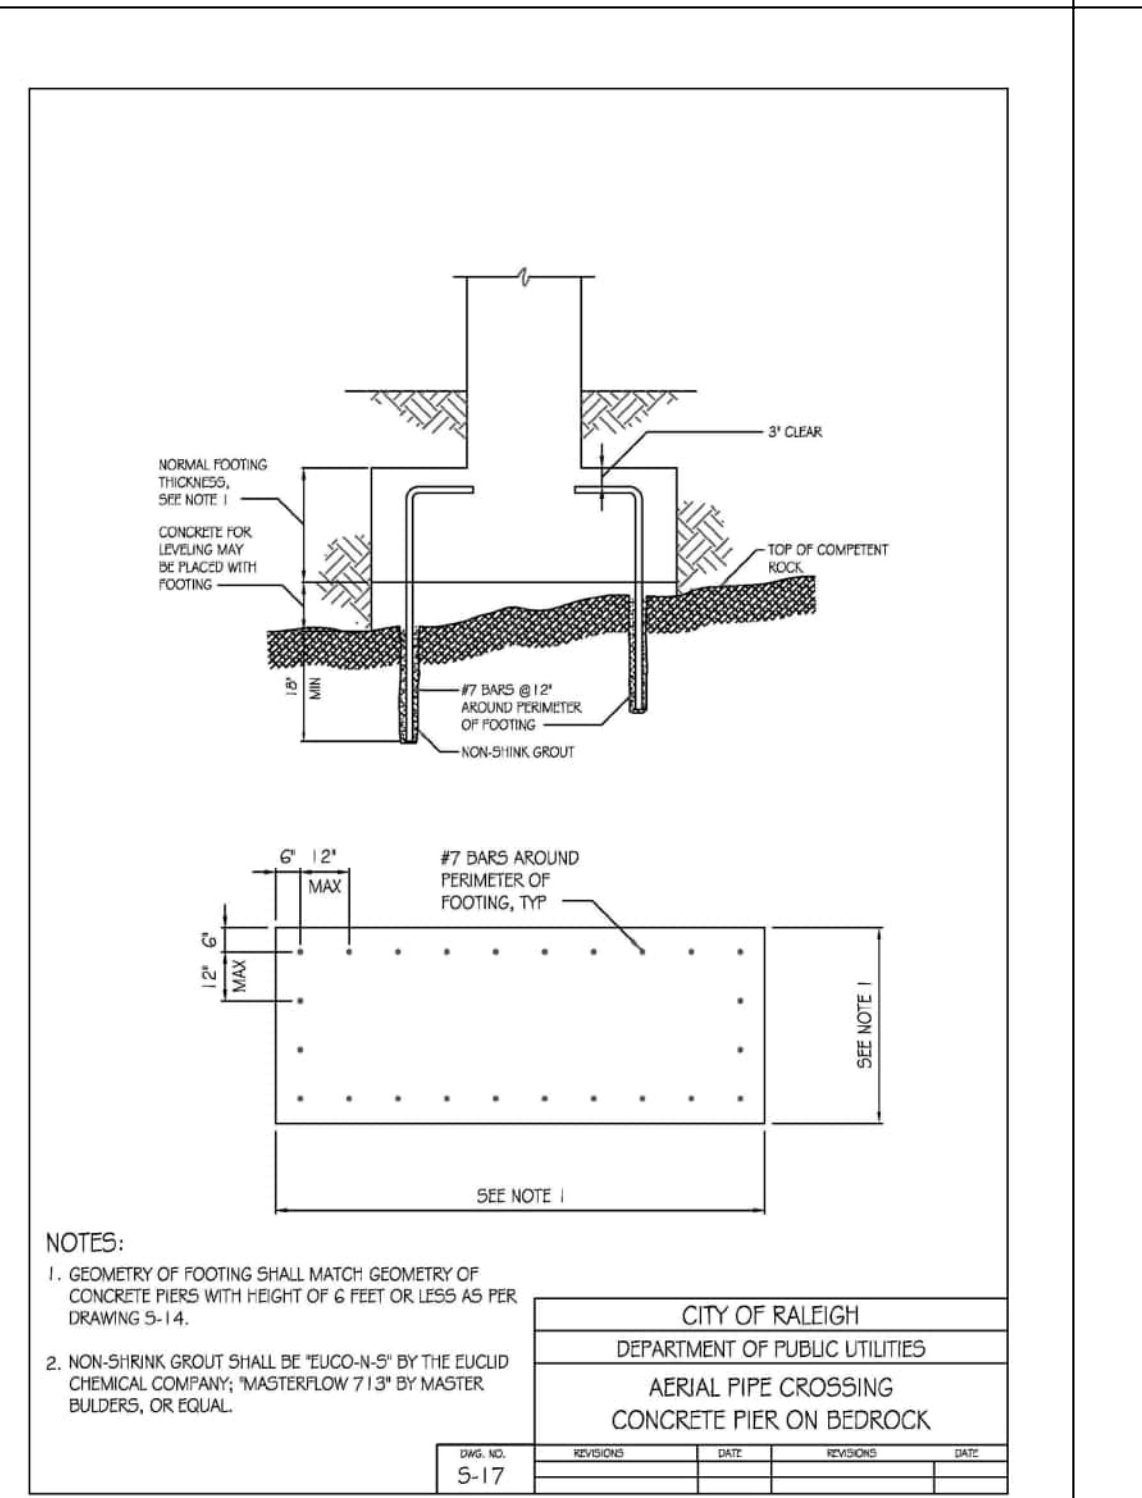 3" CLEAR
NORMAL FOOTING
THICKNESS,
SEE NOTE 1
CONCRETE FOR
LEVELING MAY
BE PLACED WITH
FOOTING
TOP OF COMPETENT
ROCK
18"
MIN
#7 BARS @12"
AROUND PERIMETER
OF FOOTING
NON-SHINK GROUT
6" 12"
MAX
#7 BARS AROUND
PERIMETER OF
FOOTING, TYP
6"
12"
MAX
SEE NOTE 1
SEE NOTE 1
NOTES:
1. GEOMETRY OF FOOTING SHALL MATCH GEOMETRY OF
CONCRETE PIERS WITH HEIGHT OF 6 FEET OR LESS AS PER
DRAWING S-14.
2. NON-SHRINK GROUT SHALL BE "EUCO-N-S" BY THE EUCLID
CHEMICAL COMPANY; "MASTERFLOW 713" BY MASTER
BULDERS, OR EQUAL.
CITY OF RALEIGH
DEPARTMENT OF PUBLIC UTILITIES
AERIAL PIPE CROSSING
CONCRETE PIER ON BEDROCK
DWG. NO.
S-17
REVISIONS DATE REVISIONS DATE